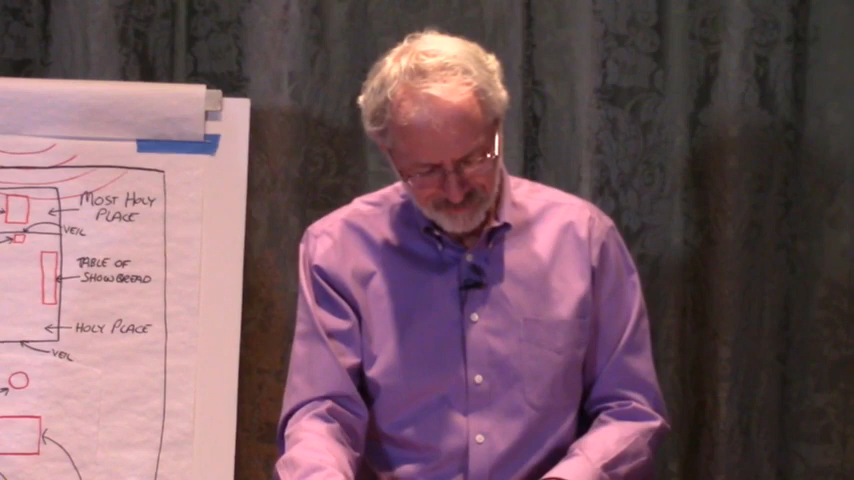 MOST HOLY
PLACE
VEIL
TABLE OF
SHOWBREAD
HOLY PLACE
VEIL